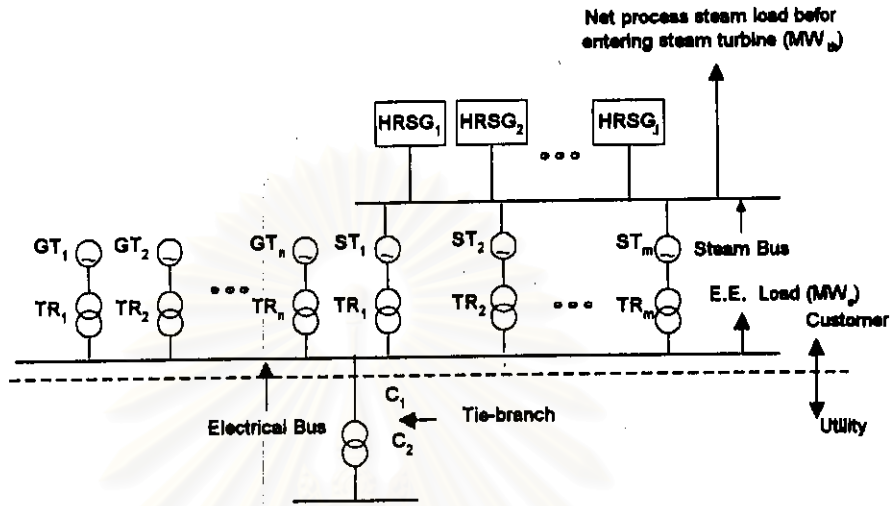 Net process steam load befor
entering steam turbine (MWth)
HRSG1 HRSG2 HRSGj
GT1 GT2 GTn ST1 ST2 STm Steam Bus
TR1 TR2 TRn TR1 TR2 TRm
E.E. Load (MWe)
Customer
C1
Electrical Bus
Tie-branch
C2
Utility